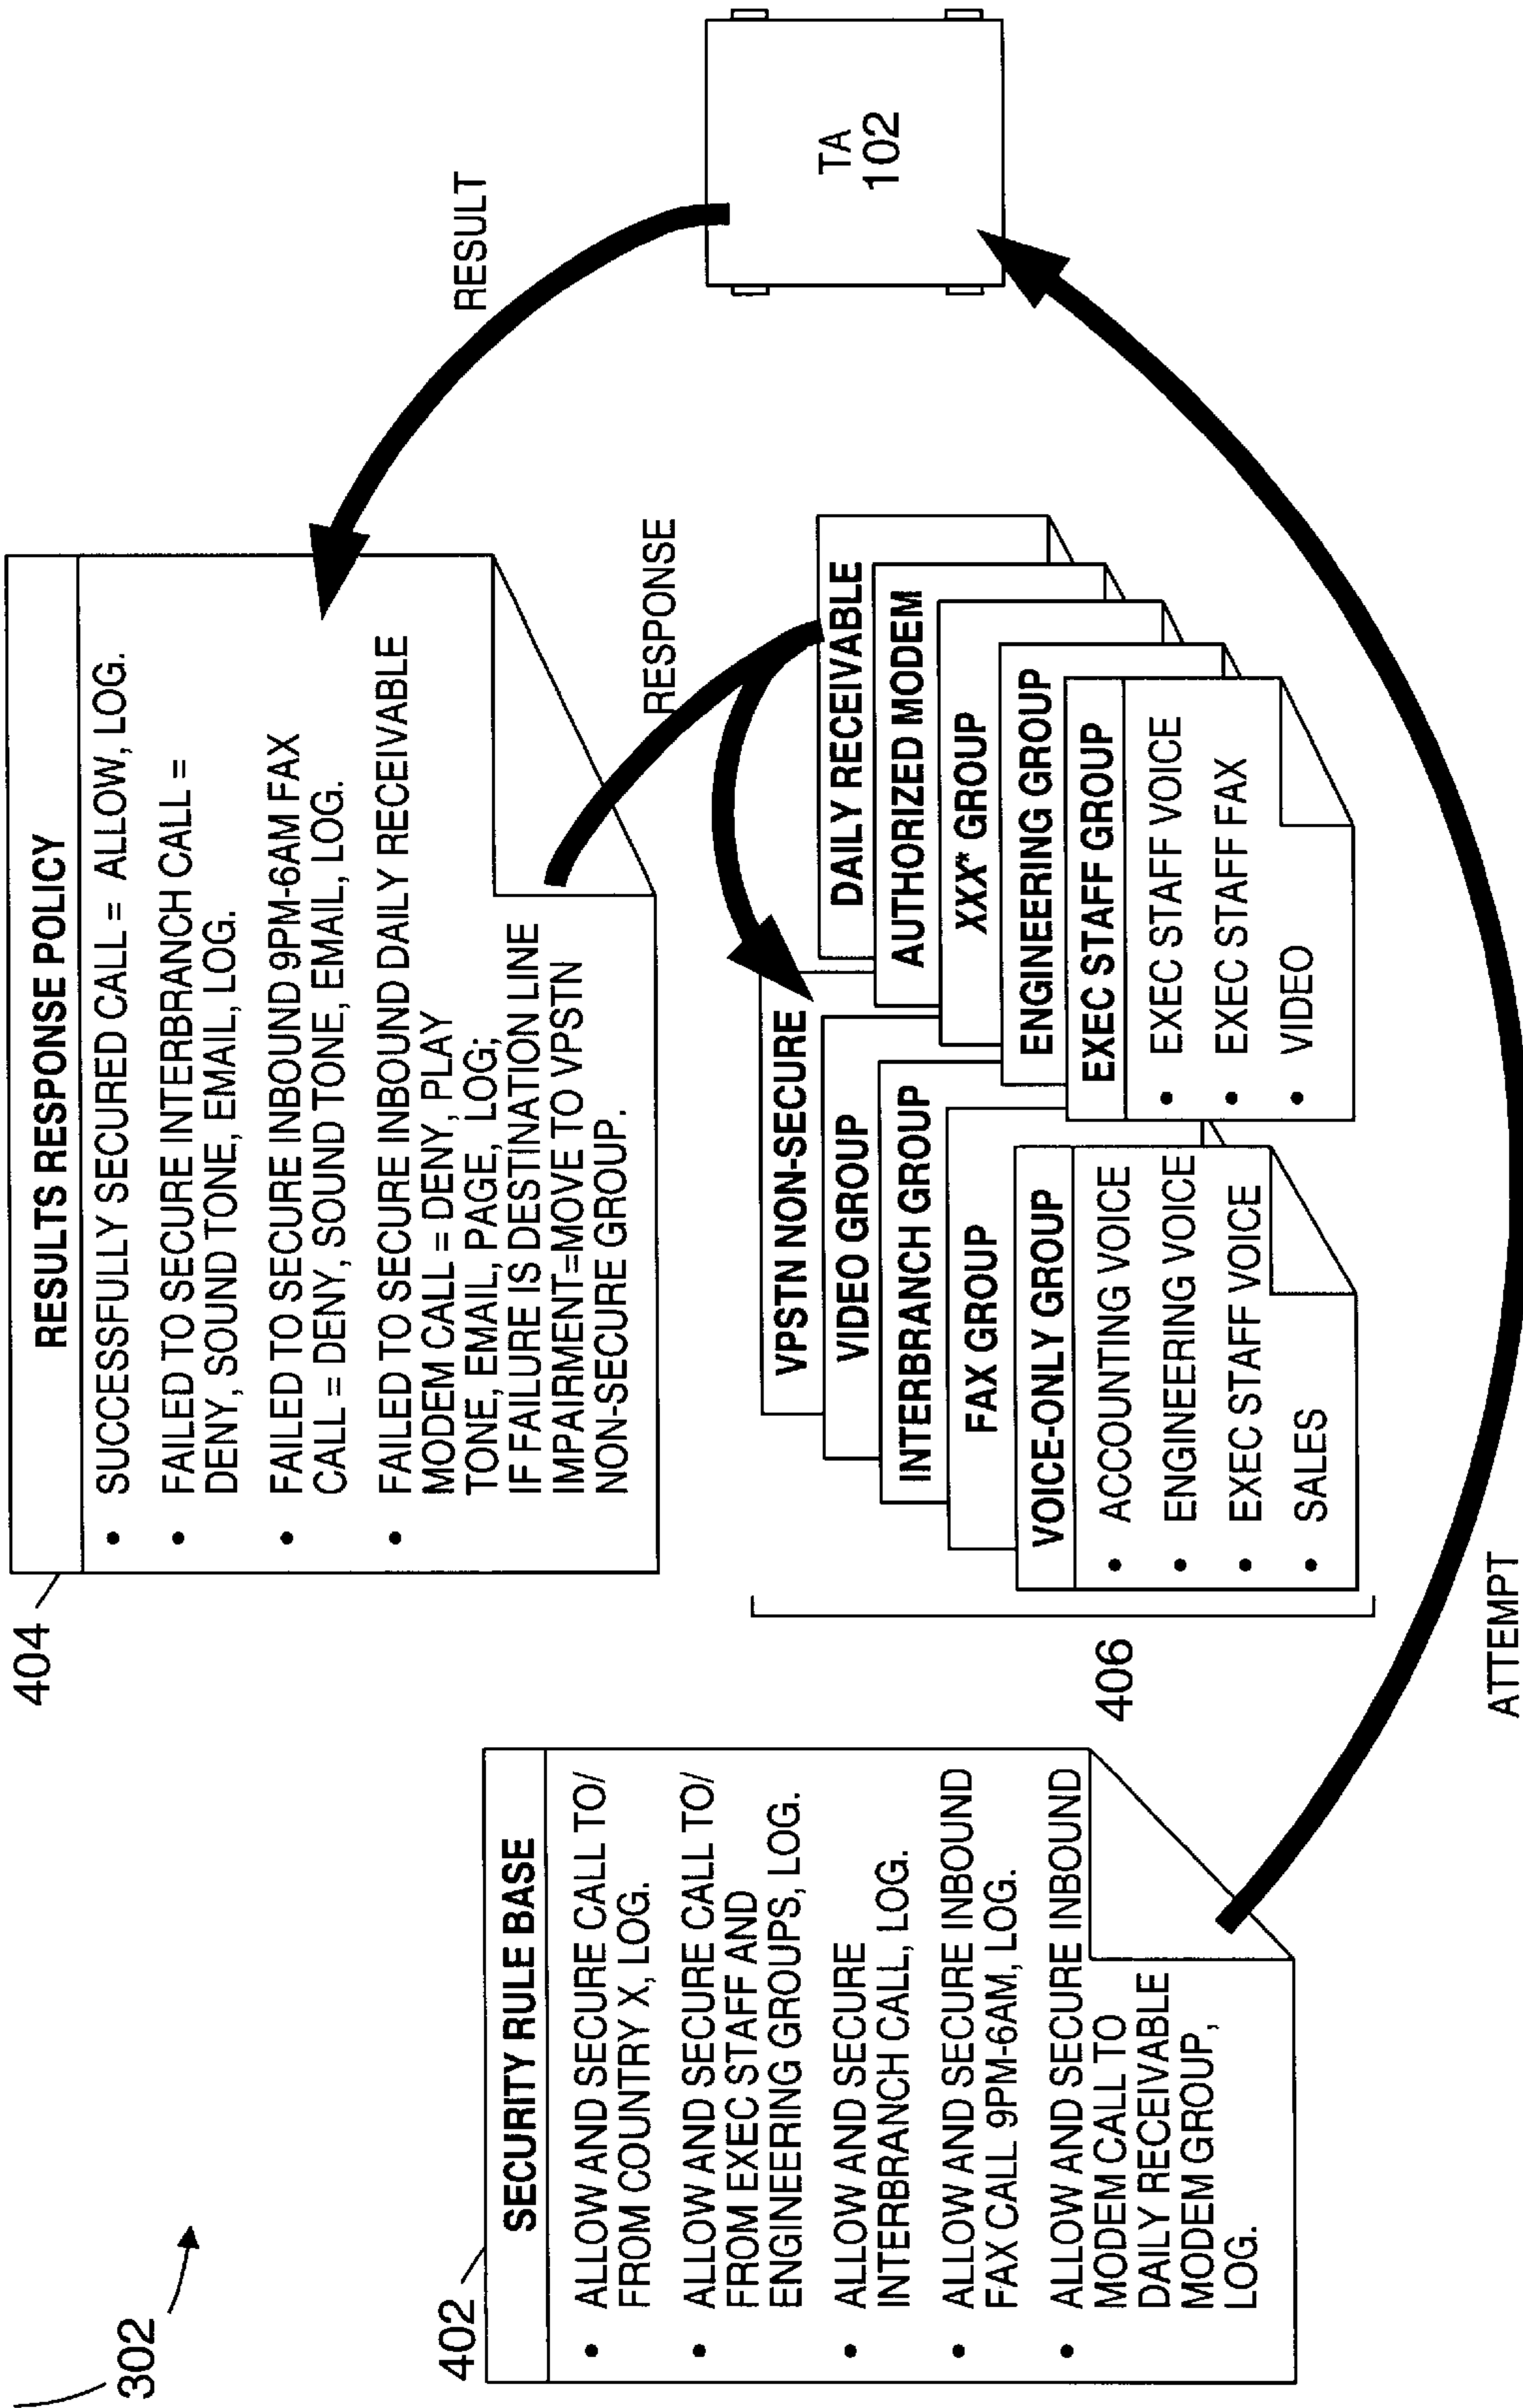 302
402
SECURITY RULE BASE
• ALLOW AND SECURE CALL TO/
FROM COUNTRY X, LOG.
• ALLOW AND SECURE CALL TO/
FROM EXEC STAFF AND
ENGINEERING GROUPS, LOG.
• ALLOW AND SECURE
INTERBRANCH CALL, LOG.
• ALLOW AND SECURE INBOUND
FAX CALL 9PM-6AM, LOG.
• ALLOW AND SECURE INBOUND
MODEM CALL TO
DAILY RECEIVABLE
MODEM GROUP,
LOG.
404
RESULTS RESPONSE POLICY
• SUCCESSFULLY SECURED CALL = ALLOW, LOG.
• FAILED TO SECURE INTERBRANCH CALL =
DENY, SOUND TONE, EMAIL, LOG.
• FAILED TO SECURE INBOUND 9PM-6AM FAX
CALL = DENY, SOUND TONE, EMAIL, LOG.
• FAILED TO SECURE INBOUND DAILY RECEIVABLE
MODEM CALL = DENY, PLAY
TONE, EMAIL, PAGE, LOG;
IF FAILURE IS DESTINATION LINE
IMPAIRMENT=MOVE TO VPSTN
NON-SECURE GROUP.
RESULT
TA
102
RESPONSE
406
VPSTN NON-SECURE
VIDEO GROUP
INTERBRANCH GROUP
FAX GROUP
VOICE-ONLY GROUP
• ACCOUNTING VOICE
• ENGINEERING VOICE
• EXEC STAFF VOICE
• SALES
DAILY RECEIVABLE
AUTHORIZED MODEM
XXX* GROUP
ENGINEERING GROUP
EXEC STAFF GROUP
• EXEC STAFF VOICE
• EXEC STAFF FAX
• VIDEO
ATTEMPT